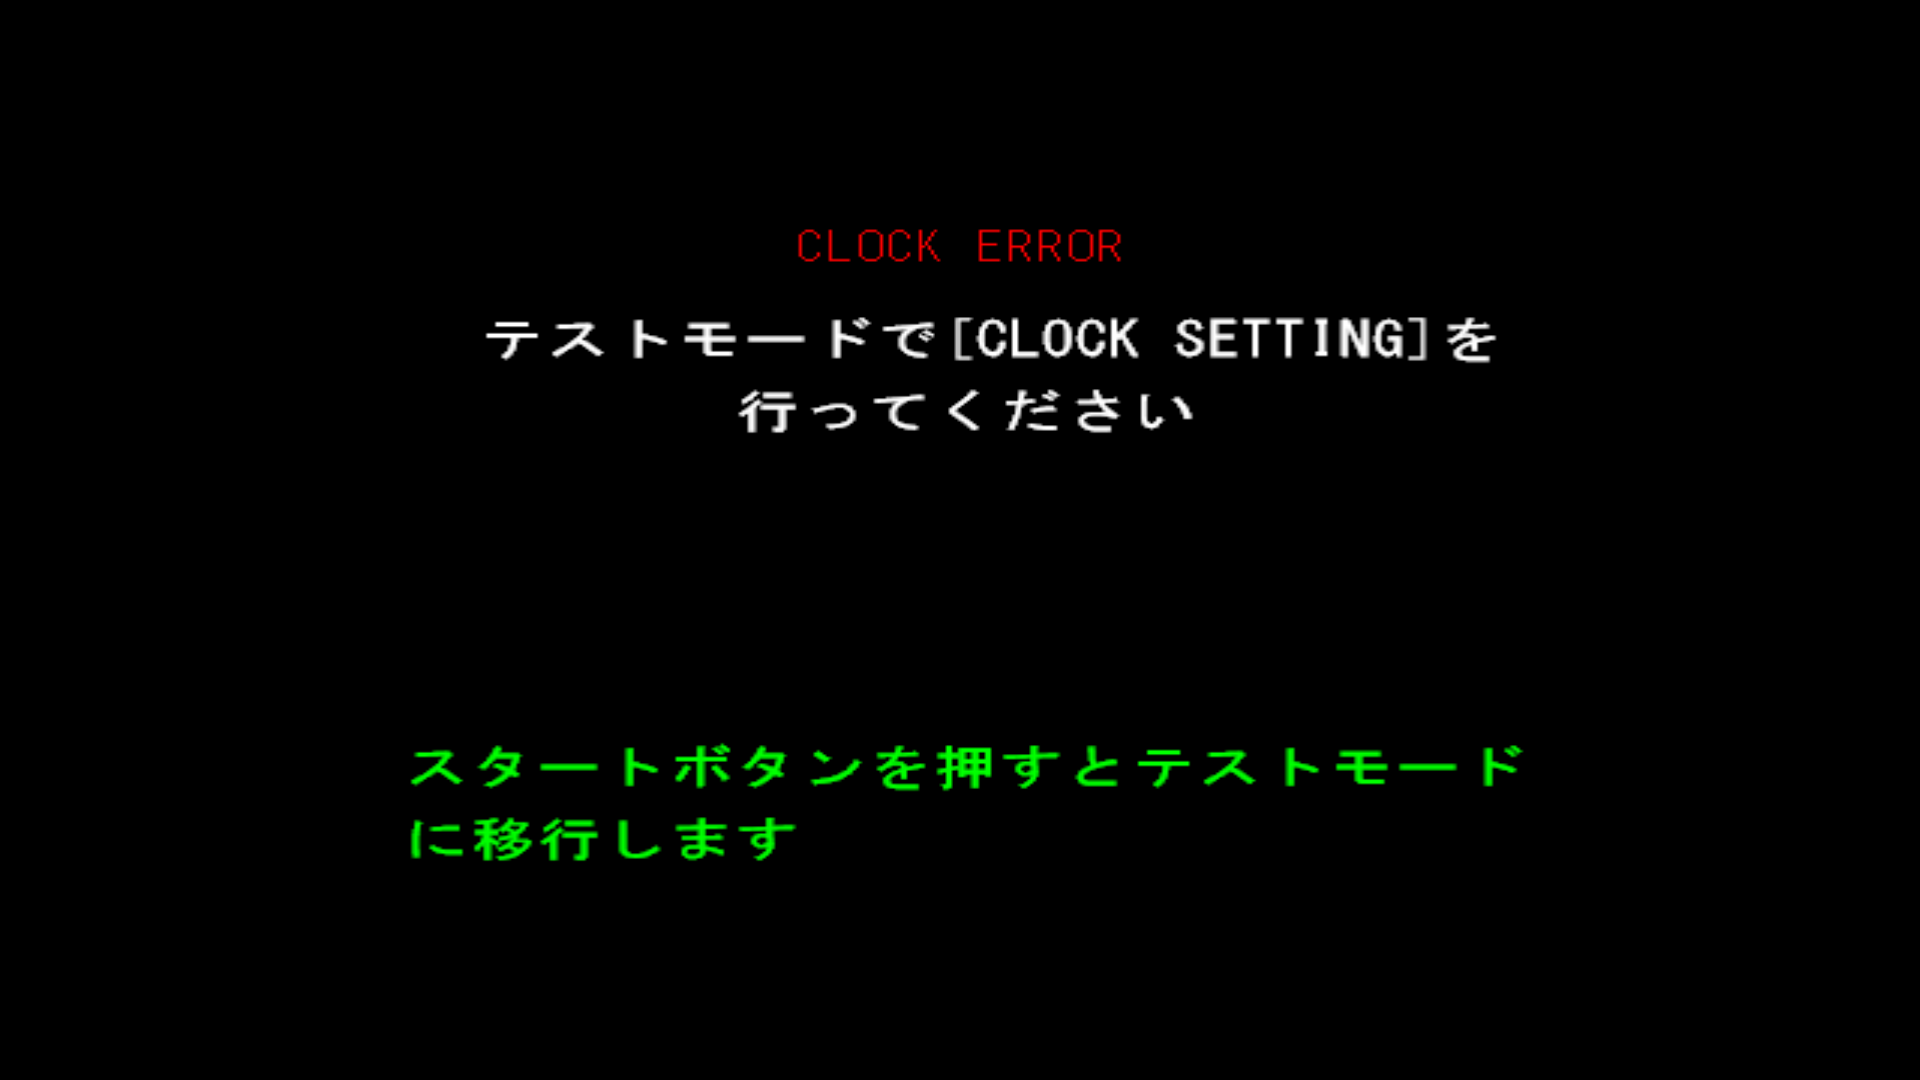 CLOCK ERROR
テストモードで[CLOCK SETTING]を
行ってください
スタートボタンを押すとテストモード
に移行します